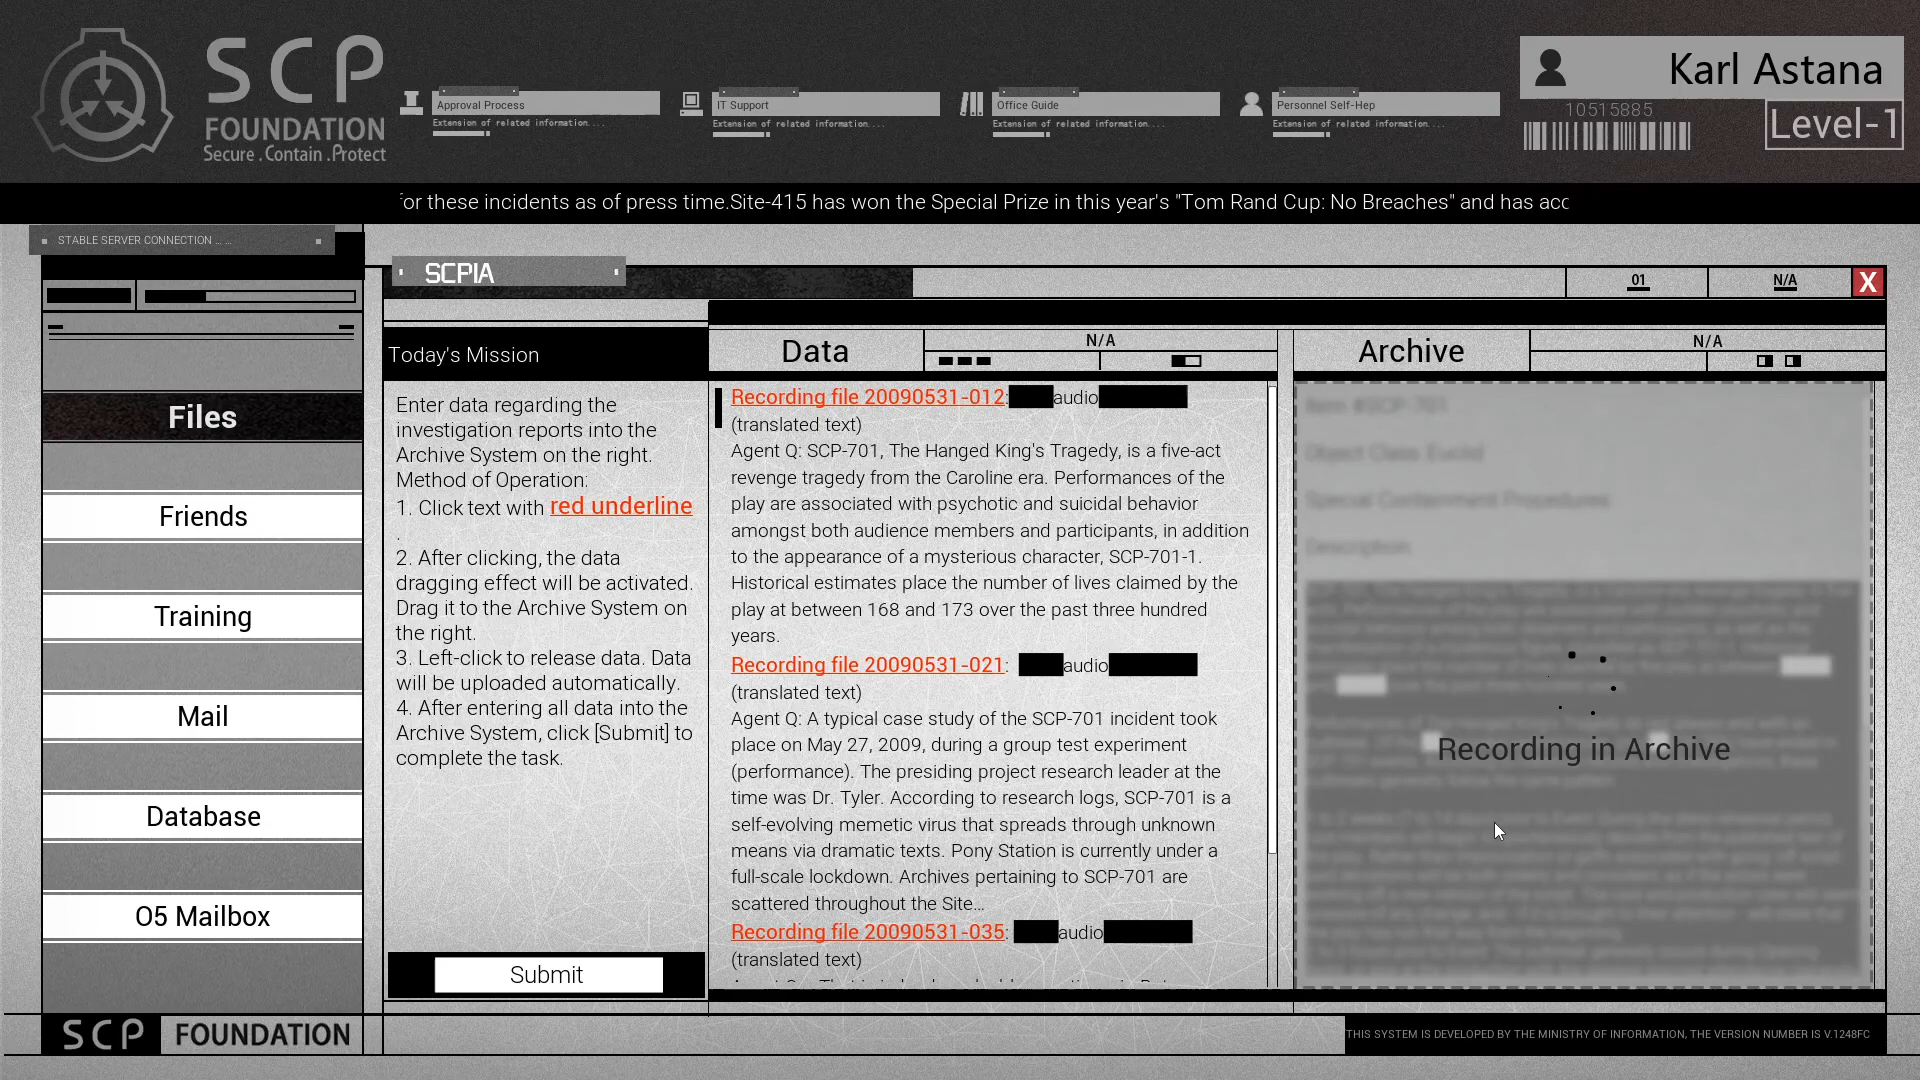 SCP
FOUNDATION
Secure .Contain .Protect
Approval Process
Extension of related information....
IT Support
Extension of related information....
Office Guide
Extension of related information....
Personnel Self-Hep
Extension of related information....
Karl Astana
10515885
Level-1
for these incidents as of press time.Site-415 has won the Special Prize in this year's "Tom Rand Cup: No Breaches" and has acc
STABLE SERVER CONNECTION ... ...
SCPIA
01
N/A
X
Files
Friends
Training
Mail
Database
O5 Mailbox
Today's Mission
Enter data regarding the
investigation reports into the
Archive System on the right.
Method of Operation:
1. Click text with red underline
.
2. After clicking, the data
dragging effect will be activated.
Drag it to the Archive System on
the right.
3. Left-click to release data. Data
will be uploaded automatically.
4. After entering all data into the
Archive System, click [Submit] to
complete the task.
Submit
Data
N/A
Recording file 20090531-012: audio
(translated text)
Agent Q: SCP-701, The Hanged King's Tragedy, is a five-act
revenge tragedy from the Caroline era. Performances of the
play are associated with psychotic and suicidal behavior
amongst both audience members and participants, in addition
to the appearance of a mysterious character, SCP-701-1.
Historical estimates place the number of lives claimed by the
play at between 168 and 173 over the past three hundred
years.
Recording file 20090531-021: audio
(translated text)
Agent Q: A typical case study of the SCP-701 incident took
place on May 27, 2009, during a group test experiment
(performance). The presiding project research leader at the
time was Dr. Tyler. According to research logs, SCP-701 is a
self-evolving memetic virus that spreads through unknown
means via dramatic texts. Pony Station is currently under a
full-scale lockdown. Archives pertaining to SCP-701 are
scattered throughout the Site...
Recording file 20090531-035: audio
(translated text)
Archive
N/A
Item #SCP-701
Object Class: Euclid
Special Containment Procedures:
Description:
Recording in Archive
SCP FOUNDATION
THIS SYSTEM IS DEVELOPED BY THE MINISTRY OF INFORMATION, THE VERSION NUMBER IS V.1248FC